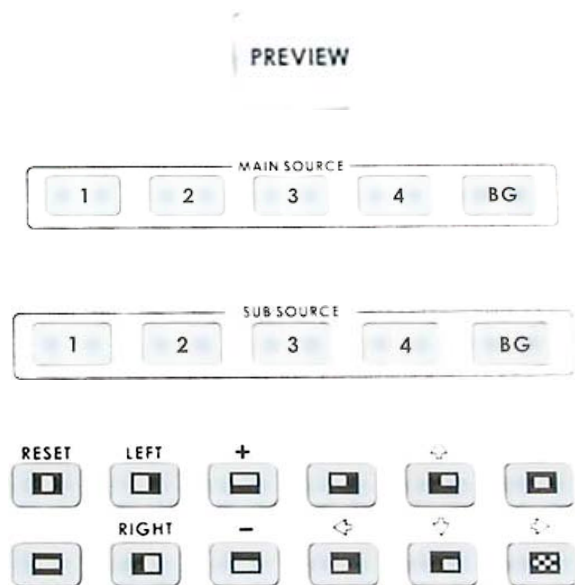 PREVIEW
MAIN SOURCE
1 2 3 4 BG
SUB SOURCE
1 2 3 4 BG
RESET LEFT +
RIGHT -